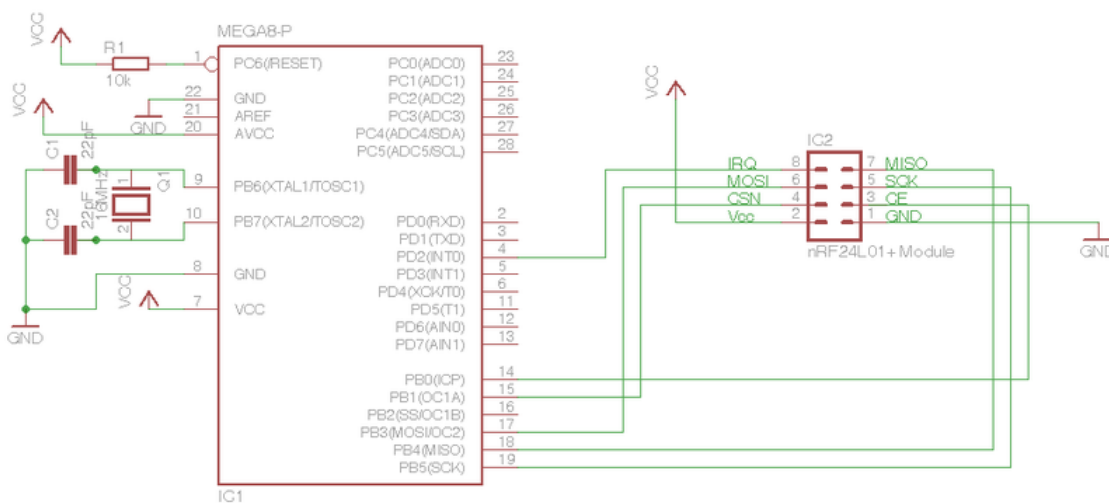 MEGA8-P
VCC
R1
10k
1
PC6(/RESET)
22
GND
GND
21
AREF
VCC
20
AVCC
C1
22pF
9
PB6(XTAL1/TOSC1)
1
16MHz
Q1
2
C2
22pF
10
PB7(XTAL2/TOSC2)
8
GND
VCC
7
VCC
GND
PC0(ADC0)
23
PC1(ADC1)
24
PC2(ADC2)
25
PC3(ADC3)
26
PC4(ADC4/SDA)
27
PC5(ADC5/SCL)
28
PD0(RXD)
2
PD1(TXD)
3
PD2(INT0)
4
PD3(INT1)
5
PD4(XCK/T0)
6
PD5(T1)
11
PD6(AIN0)
12
PD7(AIN1)
13
PB0(ICP)
14
PB1(OC1A)
15
PB2(SS/OC1B)
16
PB3(MOSI/OC2)
17
PB4(MISO)
18
PB5(SCK)
19
IC1
VCC
IC2
IRQ 8 7 MISO
MOSI 6 5 SCK
CSN 4 3 CE
Vcc 2 1 GND
nRF24L01+Module
GND